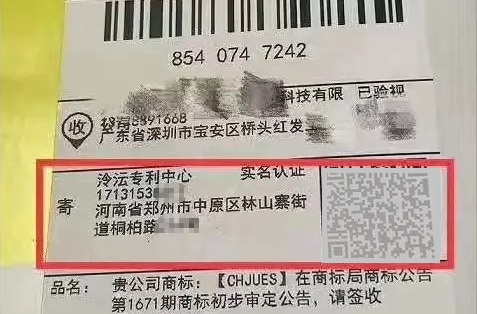 854 074 7242
科技有限 已验视
收
8891668
广东省深圳市宝安区桥头红发
泠沄专利中心 实名认证
1713153
寄
河南省郑州市中原区林山寨街
道桐柏路
品名: 贵公司商标:【CHJUES】在商标局商标公告
第1671期商标初步审定公告,请签收